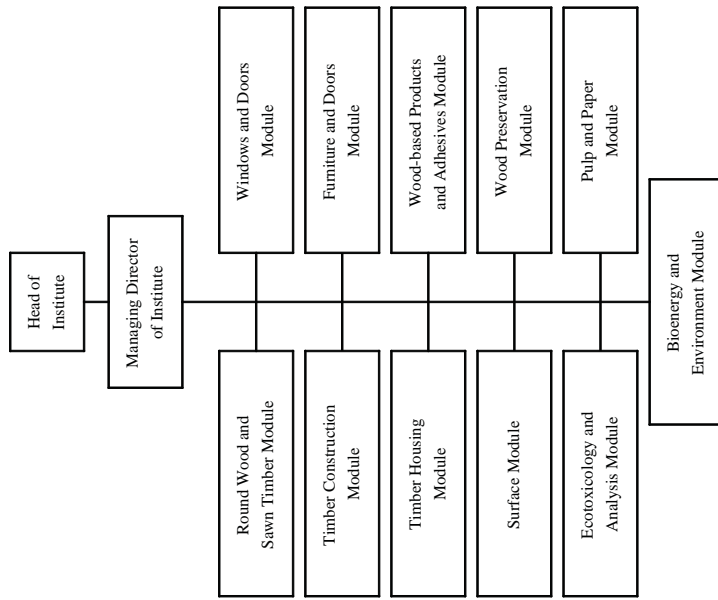 Head of
Institute
Managing Director
of Institute
Round Wood and
Sawn Timber Module
Windows and Doors
Module
Timber Construction
Module
Furniture and Doors
Module
Timber Housing
Module
Wood-based Products
and Adhesives Module
Surface Module
Wood Preservation
Module
Ecotoxicology and
Analysis Module
Pulp and Paper
Module
Bioenergy and
Environment Module